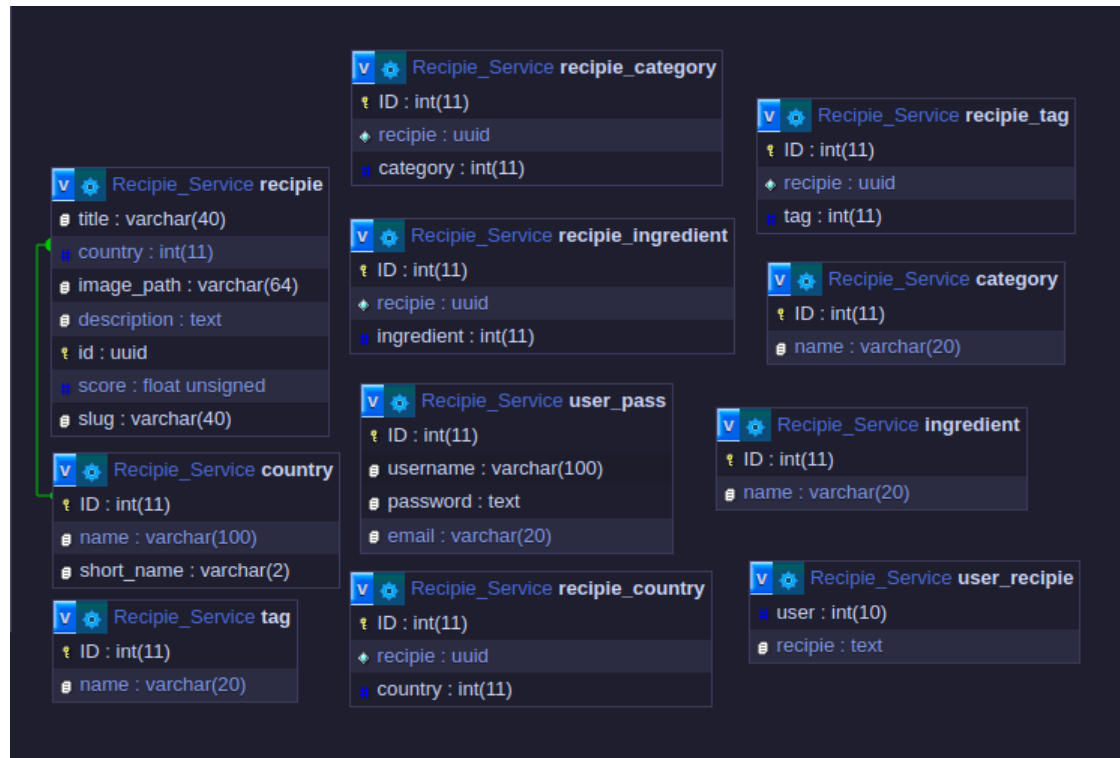 V Recipie_Service recipie_category
ID : int(11)
recipie : uuid
# category : int(11)
V Recipie_Service recipie_tag
ID : int(11)
recipie : uuid
# tag : int(11)
V Recipie_Service recipie
title : varchar(40)
# country : int(11)
image_path : varchar(64)
description : text
id : uuid
# score : float unsigned
slug : varchar(40)
V Recipie_Service recipie_ingredient
ID : int(11)
recipie : uuid
# ingredient : int(11)
V Recipie_Service category
ID : int(11)
name : varchar(20)
V Recipie_Service user_pass
ID : int(11)
username : varchar(100)
password : text
email : varchar(20)
V Recipie_Service ingredient
ID : int(11)
name : varchar(20)
V Recipie_Service country
ID : int(11)
name : varchar(100)
short_name : varchar(2)
V Recipie_Service recipie_country
ID : int(11)
recipie : uuid
# country : int(11)
V Recipie_Service user_recipie
# user : int(10)
recipie : text
V Recipie_Service tag
ID : int(11)
name : varchar(20)